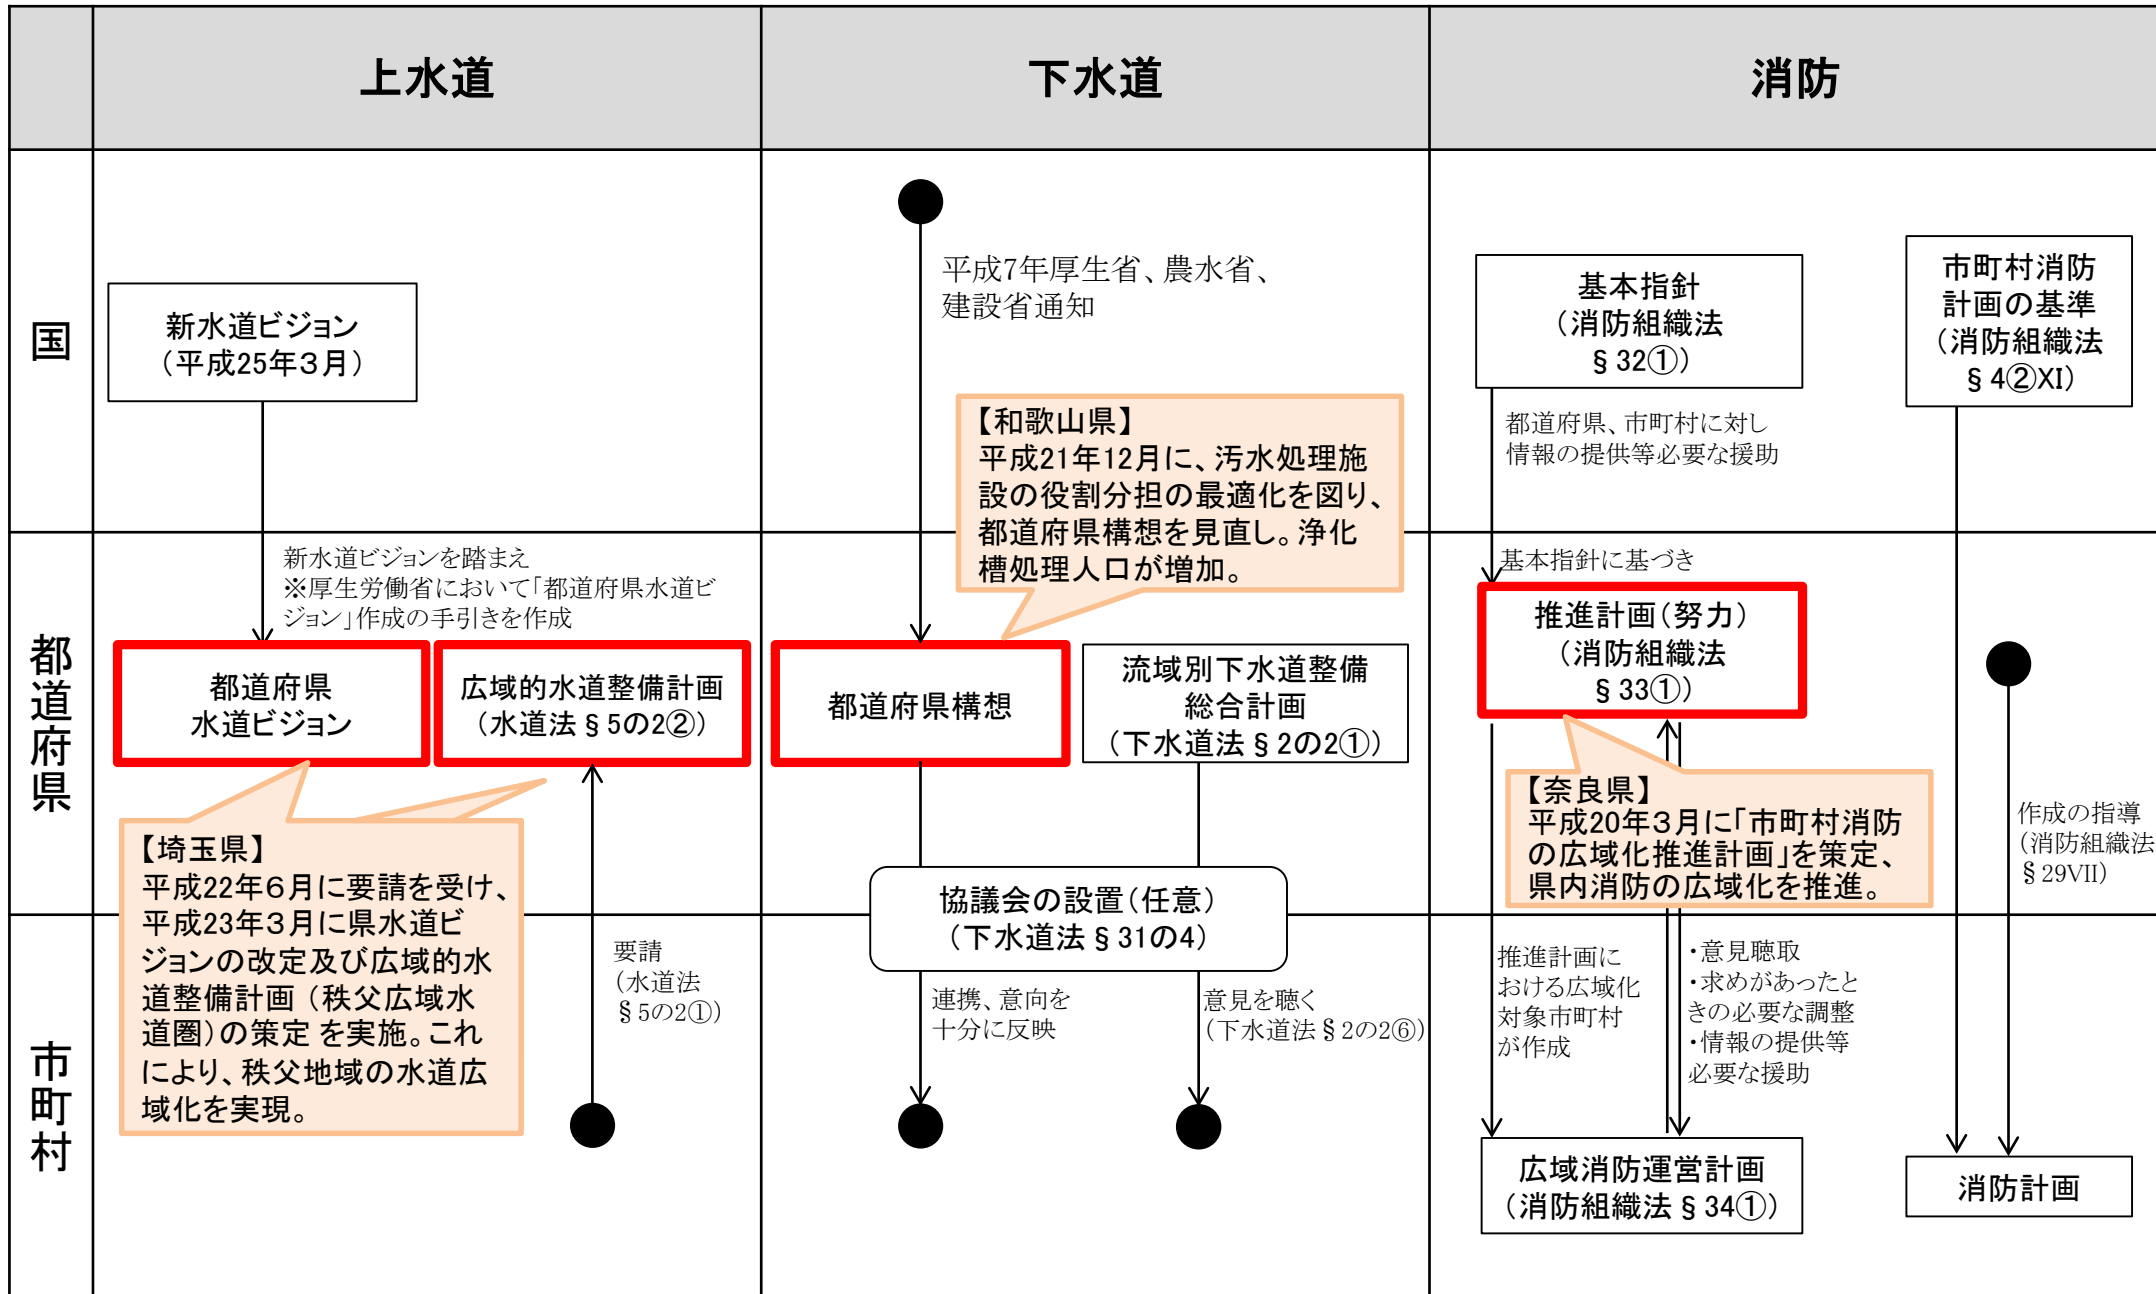 上水道
下水道
消防
国
新水道ビジョン
（平成25年３月）
平成7年厚生省、農水省、
建設省通知
基本指針
（消防組織法
§32①）
市町村消防
計画の基準
（消防組織法
§4②XI）
都道府県、市町村に対し
情報の提供等必要な援助
【和歌山県】
平成21年12月に、汚水処理施
設の役割分担の最適化を図り、
都道府県構想を見直し。浄化
槽処理人口が増加。
都道府県
新水道ビジョンを踏まえ
※厚生労働省において「都道府県水道ビ
ジョン」作成の手引きを作成
基本指針に基づき
都道府県
水道ビジョン
広域的水道整備計画
（水道法§5の2②）
都道府県構想
流域別下水道整備
総合計画
（下水道法§2の2①）
推進計画（努力）
（消防組織法
§33①）
【奈良県】
平成20年３月に「市町村消防
の広域化推進計画」を策定、
県内消防の広域化を推進。
作成の指導
（消防組織法
§29VII）
【埼玉県】
平成22年６月に要請を受け、
平成23年３月に県水道ビ
ジョンの改定及び広域的水
道整備計画（秩父広域水
道圏）の策定 を実施。これ
により、秩父地域の水道広
域化を実現。
協議会の設置（任意）
（下水道法§31の4）
市町村
要請
（水道法
§5の2①）
連携、意向を
十分に反映
意見を聴く
（下水道法§2の2⑥）
推進計画に
おける広域化
対象市町村
が作成
・意見聴取
・求めがあったと
きの必要な調整
・情報の提供等
必要な援助
広域消防運営計画
（消防組織法§34①）
消防計画